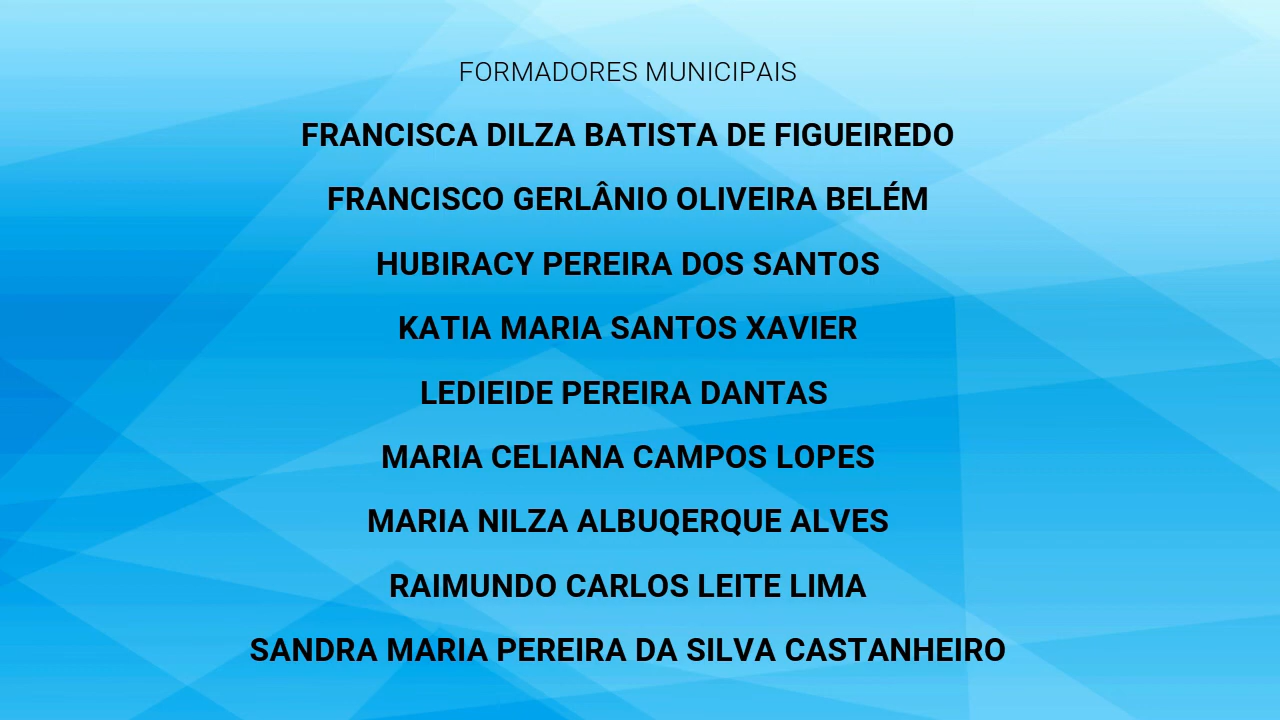 FORMADORES MUNICIPAIS
FRANCISCA DILZA BATISTA DE FIGUEIREDO
FRANCISCO GERLÂNIO OLIVEIRA BELÉM
HUBIRACY PEREIRA DOS SANTOS
KATIA MARIA SANTOS XAVIER
LEDIEIDE PEREIRA DANTAS
MARIA CELIANA CAMPOS LOPES
MARIA NILZA ALBUQERQUE ALVES
RAIMUNDO CARLOS LEITE LIMA
SANDRA MARIA PEREIRA DA SILVA CASTANHEIRO